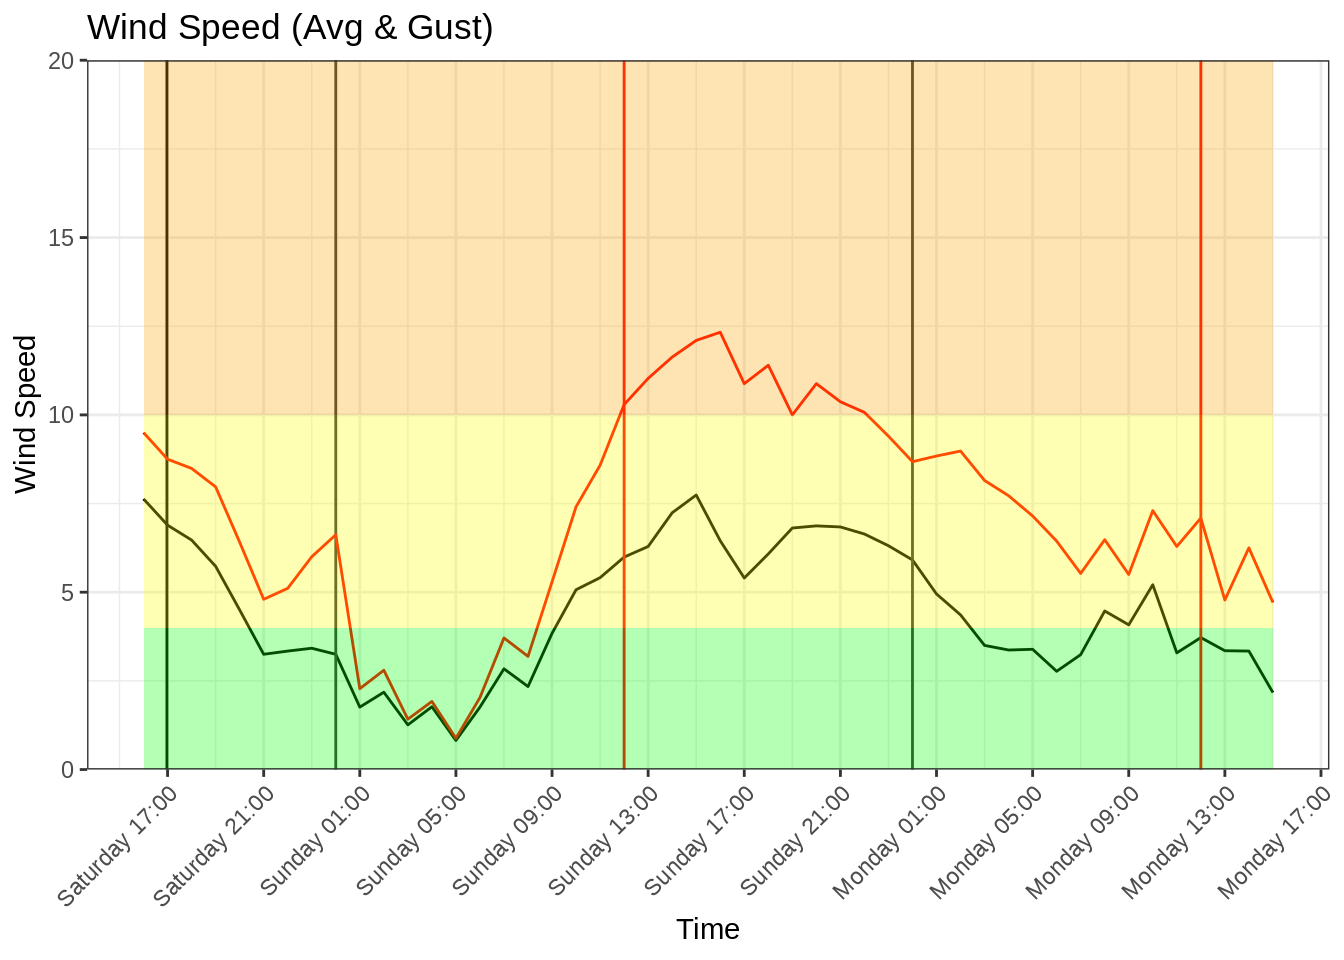 Wind Speed (Avg & Gust)
20
15
10
5
0
Wind Speed
Saturday 17:00
Saturday 21:00
Sunday 01:00
Sunday 05:00
Sunday 09:00
Sunday 13:00
Sunday 17:00
Sunday 21:00
Monday 01:00
Monday 05:00
Monday 09:00
Monday 13:00
Monday 17:00
Time